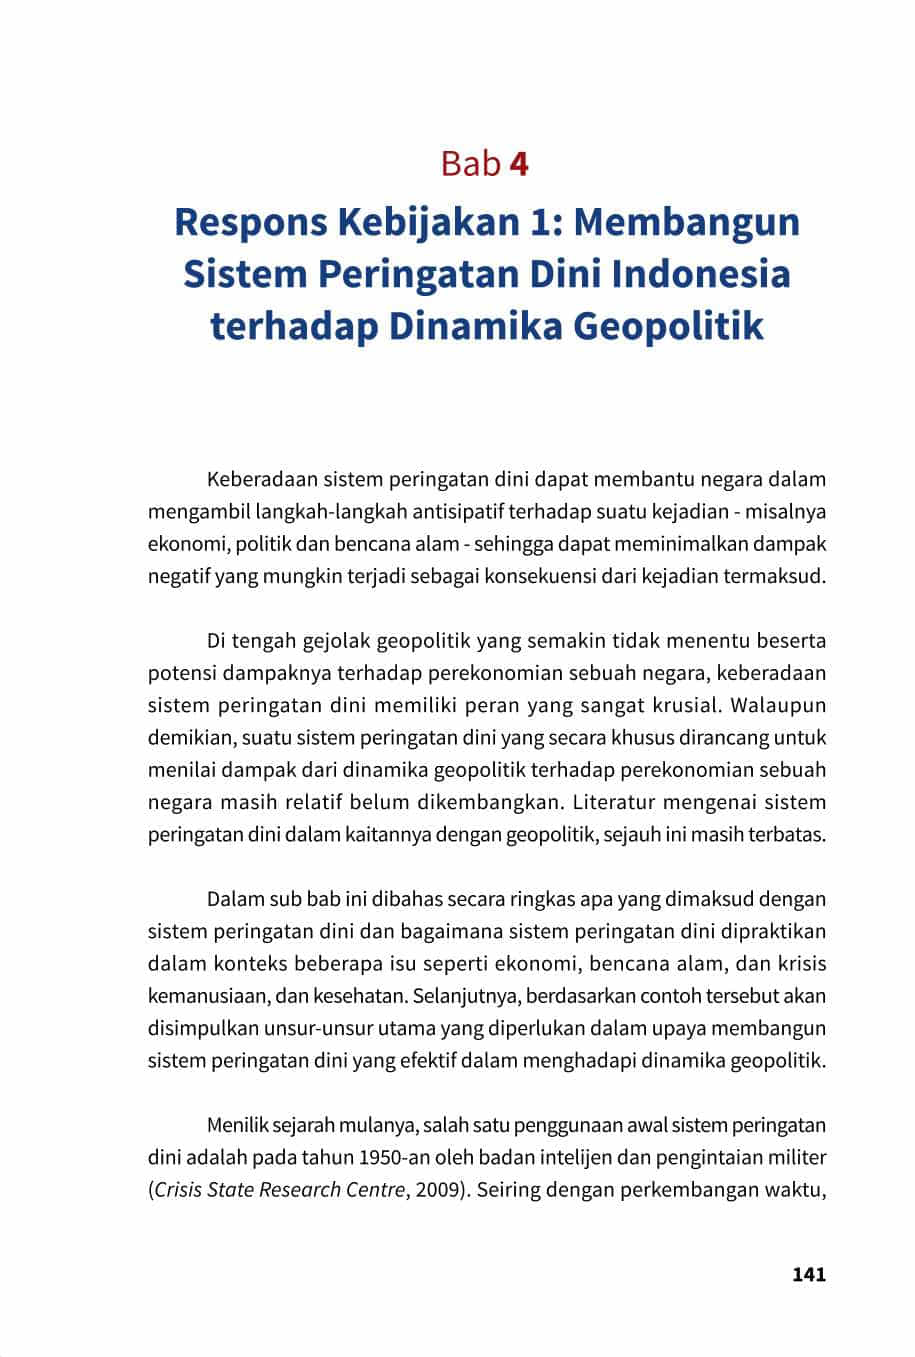 Bab 4
Respons Kebijakan 1: Membangun
Sistem Peringatan Dini Indonesia
terhadap Dinamika Geopolitik
Keberadaan sistem peringatan dini dapat membantu negara dalam
mengambil langkah-langkah antisipatif terhadap suatu kejadian - misalnya
ekonomi, politik dan bencana alam - sehingga dapat meminimalkan dampak
negatif yang mungkin terjadi sebagai konsekuensi dari kejadian termaksud.
Di tengah gejolak geopolitik yang semakin tidak menentu beserta
potensi dampaknya terhadap perekonomian sebuah negara, keberadaan
sistem peringatan dini memiliki peran yang sangat krusial. Walaupun
demikian, suatu sistem peringatan dini yang secara khusus dirancang untuk
menilai dampak dari dinamika geopolitik terhadap perekonomian sebuah
negara masih relatif belum dikembangkan. Literatur mengenai sistem
peringatan dini dalam kaitannya dengan geopolitik, sejauh ini masih terbatas.
Dalam sub bab ini dibahas secara ringkas apa yang dimaksud dengan
sistem peringatan dini dan bagaimana sistem peringatan dini dipraktikan
dalam konteks beberapa isu seperti ekonomi, bencana alam, dan krisis
kemanusiaan, dan kesehatan. Selanjutnya, berdasarkan contoh tersebut akan
disimpulkan unsur-unsur utama yang diperlukan dalam upaya membangun
sistem peringatan dini yang efektif dalam menghadapi dinamika geopolitik.
Menilik sejarah mulanya, salah satu penggunaan awal sistem peringatan
dini adalah pada tahun 1950-an oleh badan intelijen dan pengintaian militer
(Crisis State Research Centre, 2009). Seiring dengan perkembangan waktu,
141